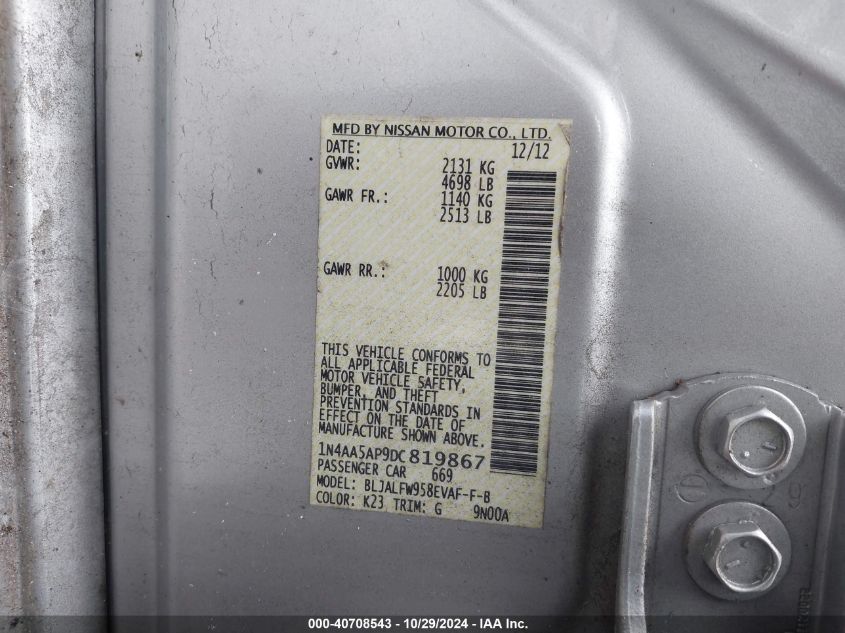 MFD BY NISSAN MOTOR CO., LTD.
DATE: 12/12
GVWR: 2131 KG
4698 LB
GAWR FR.: 1140 KG
2513 LB
GAWR RR.: 1000 KG
2205 LB
THIS VEHICLE CONFORMS TO
ALL APPLICABLE FEDERAL
MOTOR VEHICLE SAFETY,
BUMPER, AND THEFT
PREVENTION STANDARDS IN
EFFECT ON THE DATE OF
MANUFACTURE SHOWN ABOVE.
1N4AA5AP9DC819867
PASSENGER CAR 669
MODEL: BLJALFW958EVAF-F-B
COLOR: K23 TRIM: G 9N00A
000-40708543 - 10/29/2024 - IAA Inc.